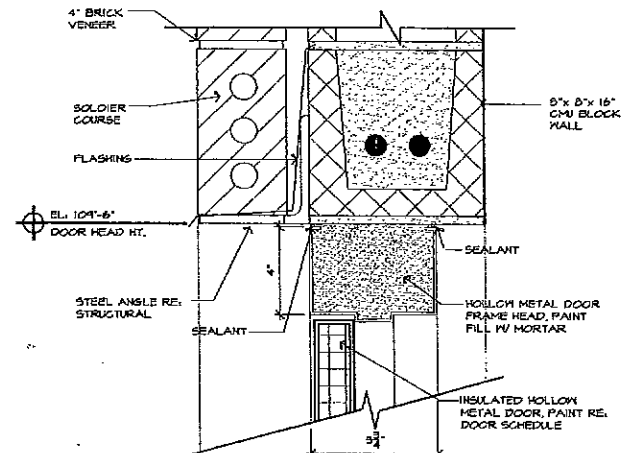 4" BRICK
VENEER
SOLDIER
COURSE
8"x 8"x 16"
CMU BLOCK
WALL
FLASHING
EL: 109'-6"
DOOR HEAD HT.
SEALANT
4"
STEEL ANGLE RE:
STRUCTURAL
SEALANT
HOLLOW METAL DOOR
FRAME HEAD, PAINT
FILL W/ MORTAR
INSULATED HOLLOW
METAL DOOR, PAINT RE:
DOOR SCHEDULE